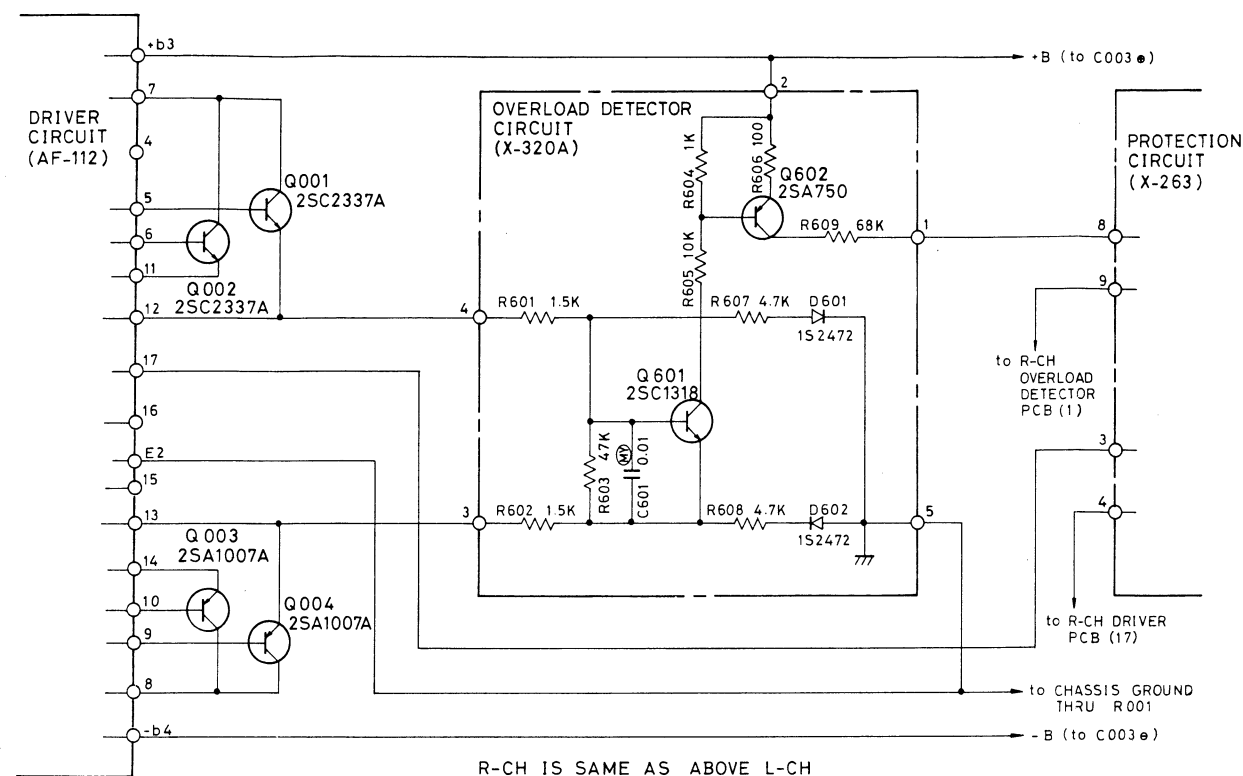 +b3
+B (to C003⊕)
7
2
DRIVER
CIRCUIT
(AF-112)
4
OVERLOAD DETECTOR
CIRCUIT
(X-320A)
R604 1K
R606 100
PROTECTION
CIRCUIT
(X-263)
Q001
2SC2337A
Q602
2SA750
5
6
R609 68K
1
8
11
Q002
2SC2337A
R605 10K
9
12
4
R601 1.5K
R607 4.7K
D601
1S2472
17
to R-CH
OVERLOAD
DETECTOR
PCB (1)
Q601
2SC1318
16
E2
R603 47K
MY
C601 0.01
3
15
13
3
R602 1.5K
R608 4.7K
D602
1S2472
5
4
Q003
2SA1007A
14
10
Q004
2SA1007A
9
to R-CH DRIVER
PCB (17)
8
to CHASSIS GROUND
THRU R001
-b4
-B (to C003⊖)
R-CH IS SAME AS ABOVE L-CH